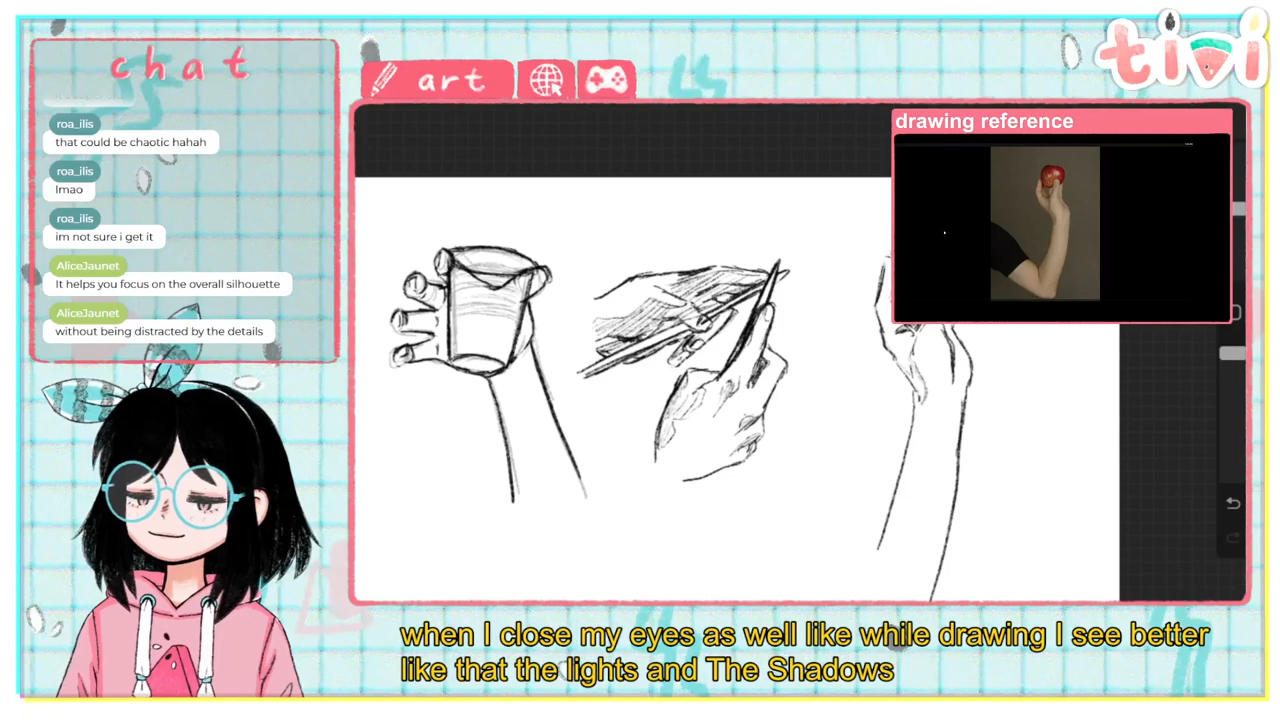 chat
roa_ilis
that could be chaotic hahah
roa_ilis
lmao
roa_ilis
im not sure i get it
AliceJaunet
It helps you focus on the overall silhouette
AliceJaunet
without being distracted by the details
art
tivi
drawing reference
when I close my eyes as well like while drawing I see better
like that the lights and The Shadows